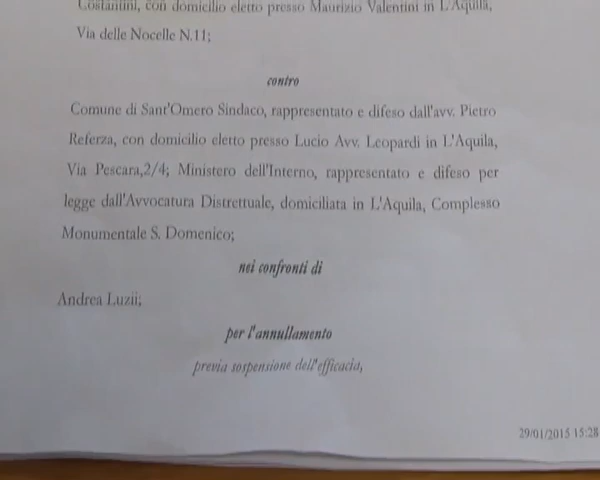 Costantini, con domicilio eletto presso Maurizio Valentini in L'Aquila,
Via delle Nocelle N.11;
contro
Comune di Sant'Omero Sindaco, rappresentato e difeso dall'avv. Pietro
Referza, con domicilio eletto presso Lucio Avv. Leopardi in L'Aquila,
Via Pescara,2/4; Ministero dell'Interno, rappresentato e difeso per
legge dall'Avvocatura Distrettuale, domiciliata in L'Aquila, Complesso
Monumentale S. Domenico;
nei confronti di
Andrea Luzii;
per l'annullamento
previa sospensione dell'efficacia,
29/01/2015 15:28